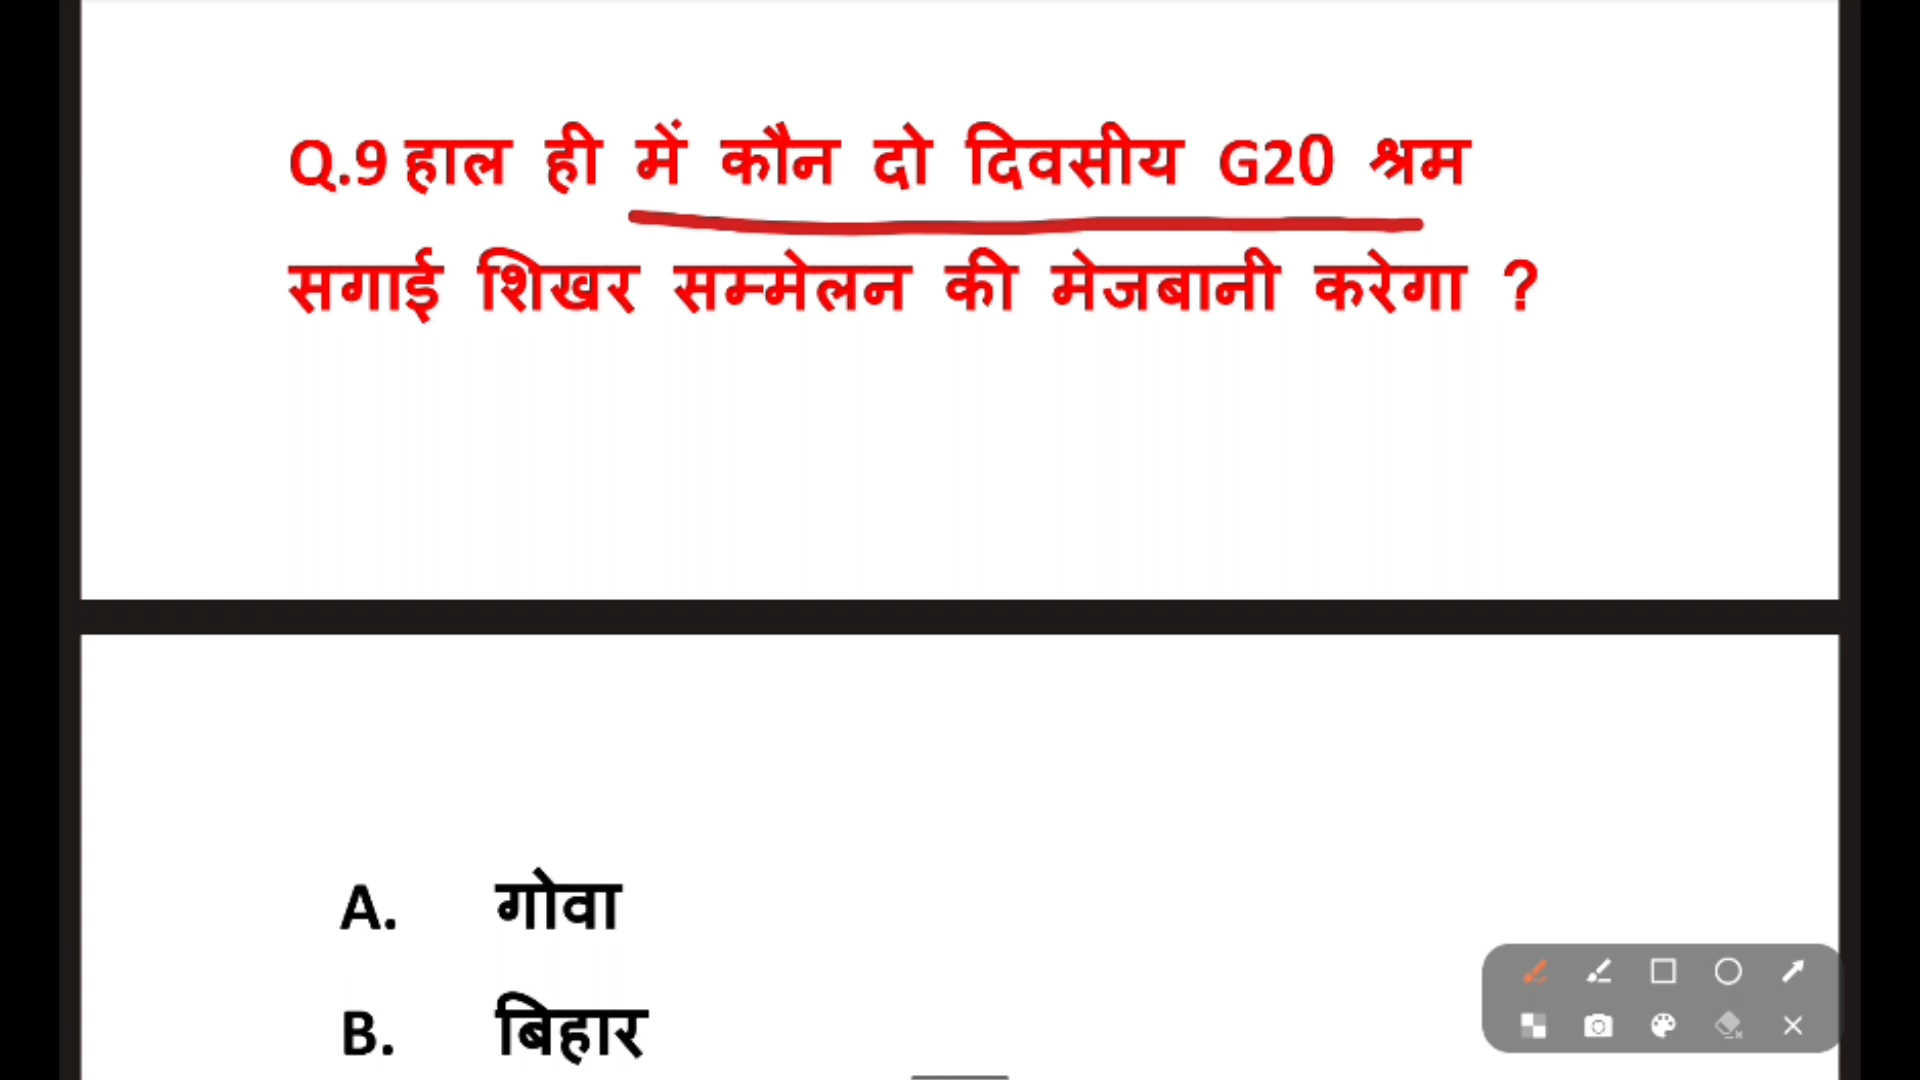 Q.9 हाल ही में कौन दो दिवसीय G20 श्रम
सगाई शिखर सम्मेलन की मेजबानी करेगा ?
A. गोवा
B. बिहार